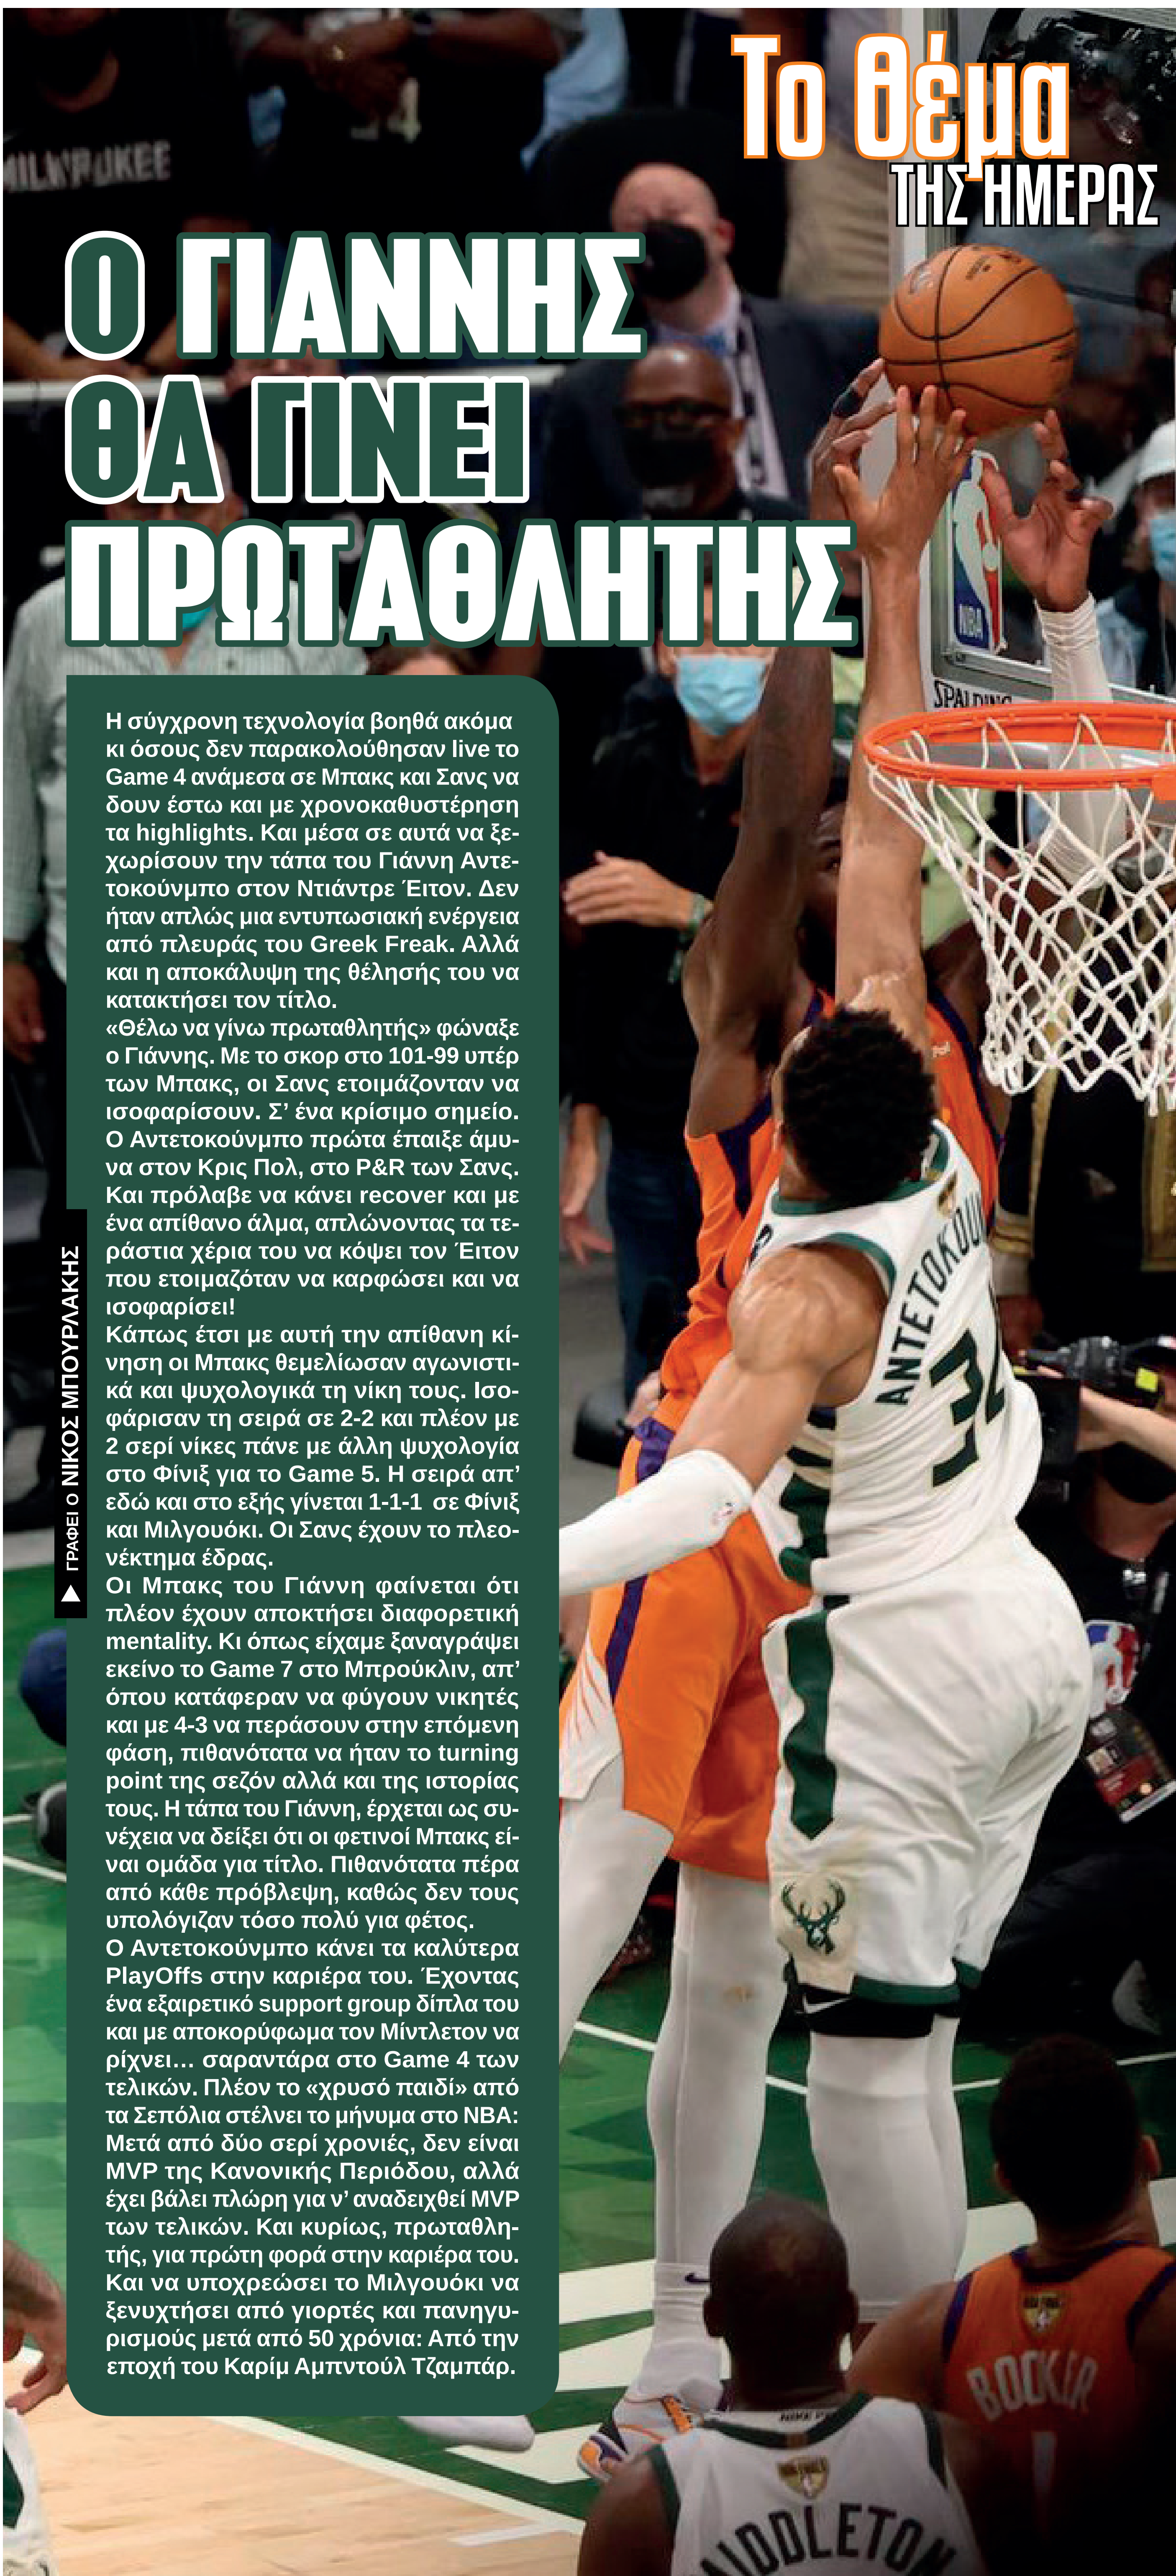 Το Θέμα
ΤΗΣ ΗΜΕΡΑΣ
MILWAUKEE
Ο ΓΙΑΝΝΗΣ
ΘΑ ΓΙΝΕΙ
ΠΡΩΤΑΘΛΗΤΗΣ
NBA
SPALDING
Η σύγχρονη τεχνολογία βοηθά ακόμα
κι όσους δεν παρακολούθησαν live το
Game 4 ανάμεσα σε Μπακς και Σανς να
δουν έστω και με χρονοκαθυστέρηση
τα highlights. Και μέσα σε αυτά να ξε-
χωρίσουν την τάπα του Γιάννη Αντε-
τοκούνμπο στον Ντιάντρε Έιτον. Δεν
ήταν απλώς μια εντυπωσιακή ενέργεια
από πλευράς του Greek Freak. Αλλά
και η αποκάλυψη της θέλησής του να
κατακτήσει τον τίτλο.
«Θέλω να γίνω πρωταθλητής» φώναξε
ο Γιάννης. Με το σκορ στο 101-99 υπέρ
των Μπακς, οι Σανς ετοιμάζονταν να
ισοφαρίσουν. Σ’ ένα κρίσιμο σημείο.
Ο Αντετοκούνμπο πρώτα έπαιξε άμυ-
να στον Κρις Πολ, στο P&R των Σανς.
Και πρόλαβε να κάνει recover και με
ένα απίθανο άλμα, απλώνοντας τα τε-
ράστια χέρια του να κόψει τον Έιτον
που ετοιμαζόταν να καρφώσει και να
ισοφαρίσει!
Κάπως έτσι με αυτή την απίθανη κί-
νηση οι Μπακς θεμελίωσαν αγωνιστι-
κά και ψυχολογικά τη νίκη τους. Ισο-
φάρισαν τη σειρά σε 2-2 και πλέον με
2 σερί νίκες πάνε με άλλη ψυχολογία
στο Φίνιξ για το Game 5. Η σειρά απ’
εδώ και στο εξής γίνεται 1-1-1 σε Φίνιξ
και Μιλγουόκι. Οι Σανς έχουν το πλεο-
νέκτημα έδρας.
Οι Μπακς του Γιάννη φαίνεται ότι
πλέον έχουν αποκτήσει διαφορετική
mentality. Κι όπως είχαμε ξαναγράψει
εκείνο το Game 7 στο Μπρούκλιν, απ’
όπου κατάφεραν να φύγουν νικητές
και με 4-3 να περάσουν στην επόμενη
φάση, πιθανότατα να ήταν το turning
point της σεζόν αλλά και της ιστορίας
τους. Η τάπα του Γιάννη, έρχεται ως συ-
νέχεια να δείξει ότι οι φετινοί Μπακς εί-
ναι ομάδα για τίτλο. Πιθανότατα πέρα
από κάθε πρόβλεψη, καθώς δεν τους
υπολόγιζαν τόσο πολύ για φέτος.
Ο Αντετοκούνμπο κάνει τα καλύτερα
PlayOffs στην καριέρα του. Έχοντας
ένα εξαιρετικό support group δίπλα του
και με αποκορύφωμα τον Μίντλετον να
ρίχνει… σαραντάρα στο Game 4 των
τελικών. Πλέον το «χρυσό παιδί» από
τα Σεπόλια στέλνει το μήνυμα στο NBA:
Μετά από δύο σερί χρονιές, δεν είναι
MVP της Κανονικής Περιόδου, αλλά
έχει βάλει πλώρη για ν’ αναδειχθεί MVP
των τελικών. Και κυρίως, πρωταθλη-
τής, για πρώτη φορά στην καριέρα του.
Και να υποχρεώσει το Μιλγουόκι να
ξενυχτήσει από γιορτές και πανηγυ-
ρισμούς μετά από 50 χρόνια: Από την
εποχή του Καρίμ Αμπντούλ Τζαμπάρ.
ΓΡΑΦΕΙ Ο ΝΙΚΟΣ ΜΠΟΥΡΛΑΚΗΣ
ANTETOKOUN
34
BOOKER
1
MIDDLETON